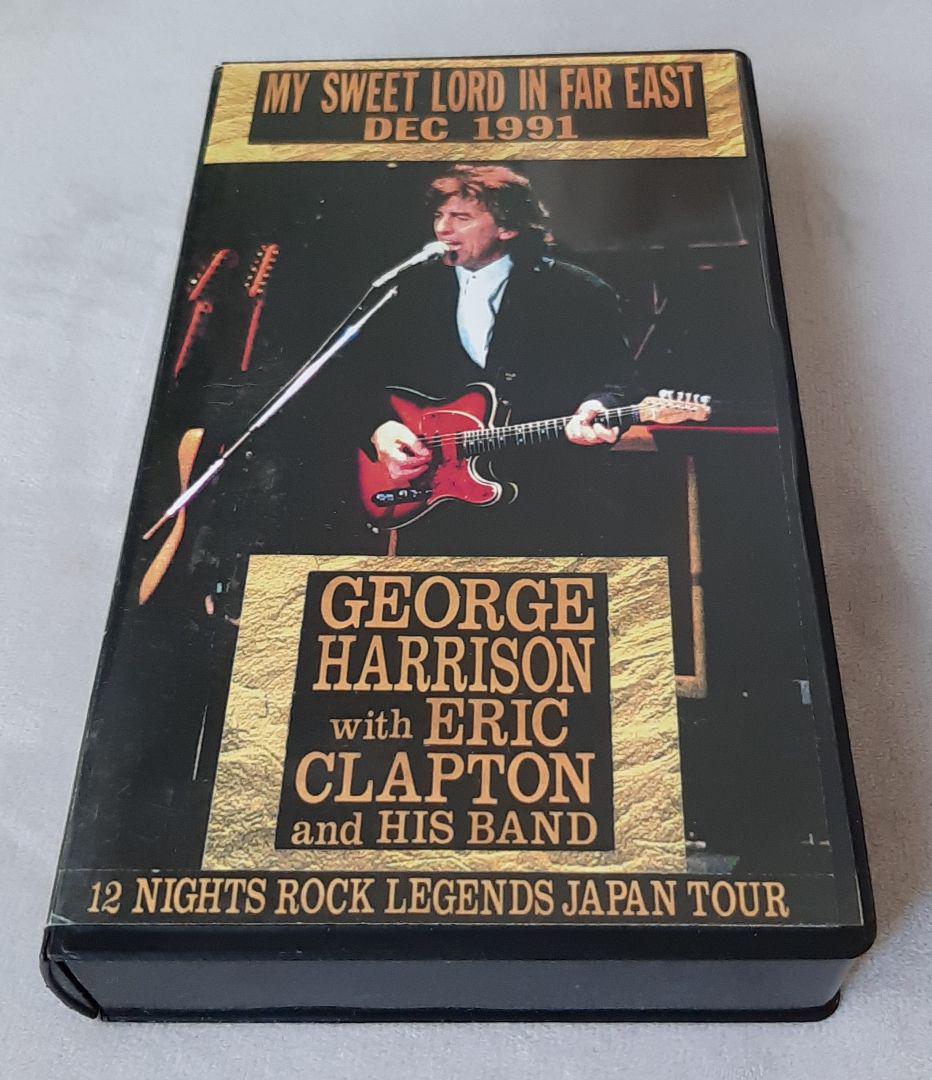 MY SWEET LORD IN FAR EAST
DEC 1991
GEORGE
HARRISON
with ERIC
CLAPTON
and HIS BAND
12 NIGHTS ROCK LEGENDS JAPAN TOUR